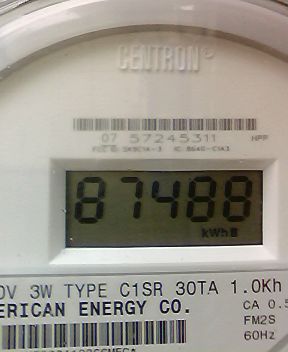 CENTRON®
07 57245311 HPP
87488
kWh
0V 3W TYPE C1SR 30TA 1.0Kh
ERICAN ENERGY CO.
CA 0.5
FM2S
60Hz